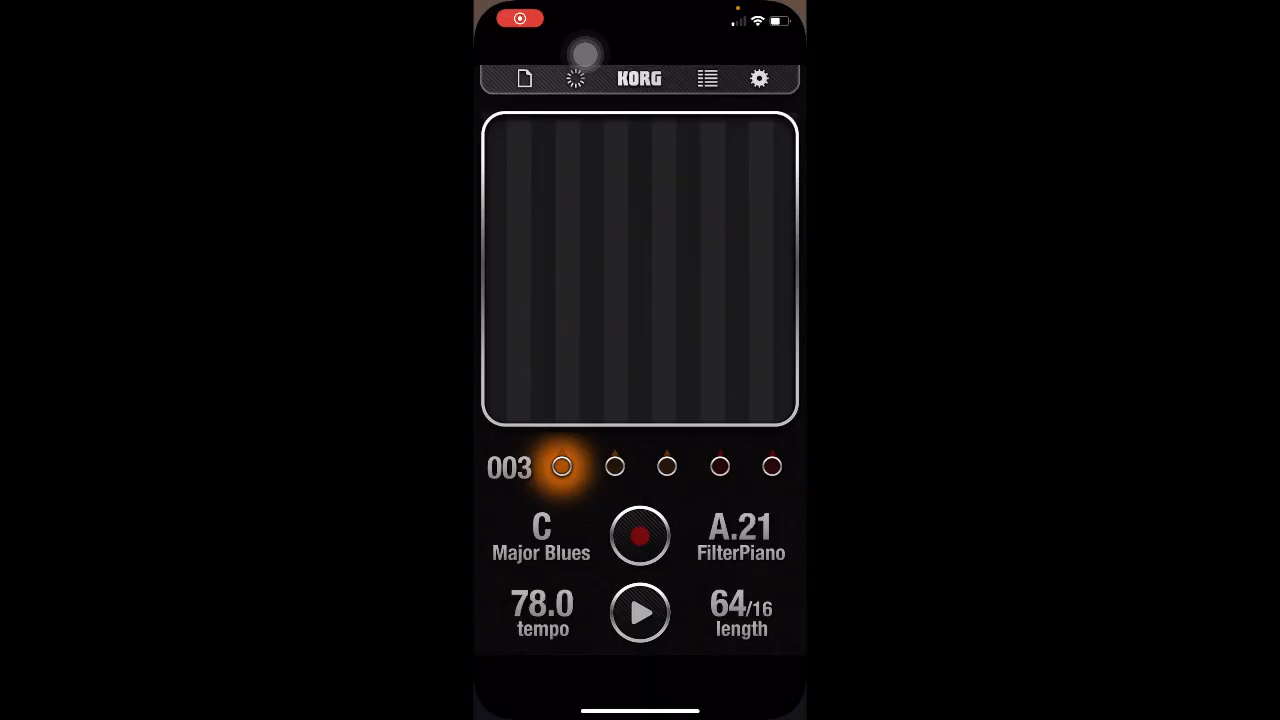 KORG
003
C
Major Blues
A.21
FilterPiano
78.0
tempo
64/16
length